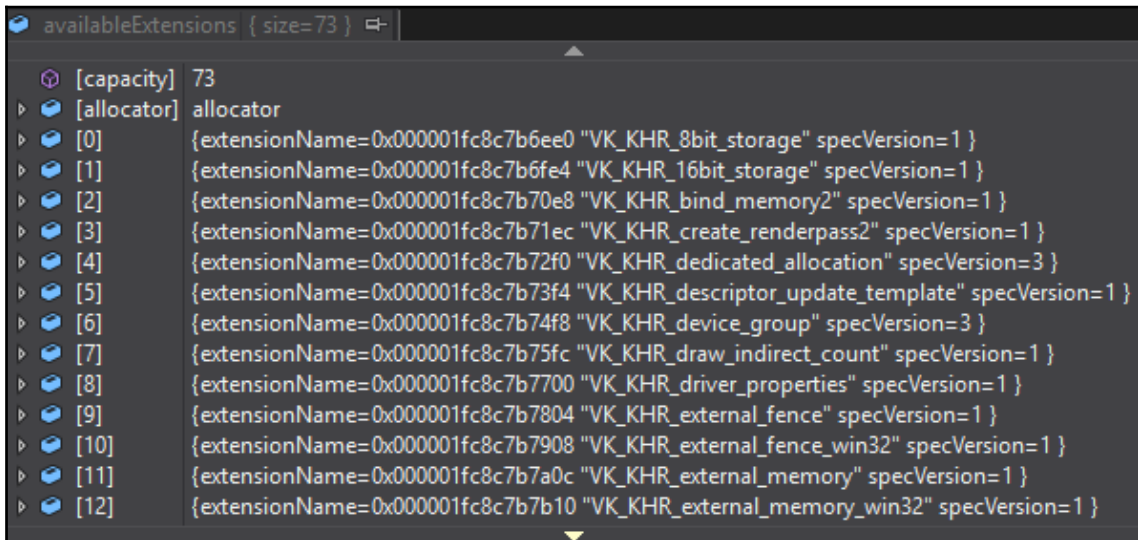 availableExtensions { size=73 }
[capacity] 73
[allocator] allocator
[0] {extensionName=0x000001fc8c7b6ee0 "VK_KHR_8bit_storage" specVersion=1 }
[1] {extensionName=0x000001fc8c7b6fe4 "VK_KHR_16bit_storage" specVersion=1 }
[2] {extensionName=0x000001fc8c7b70e8 "VK_KHR_bind_memory2" specVersion=1 }
[3] {extensionName=0x000001fc8c7b71ec "VK_KHR_create_renderpass2" specVersion=1 }
[4] {extensionName=0x000001fc8c7b72f0 "VK_KHR_dedicated_allocation" specVersion=3 }
[5] {extensionName=0x000001fc8c7b73f4 "VK_KHR_descriptor_update_template" specVersion=1 }
[6] {extensionName=0x000001fc8c7b74f8 "VK_KHR_device_group" specVersion=3 }
[7] {extensionName=0x000001fc8c7b75fc "VK_KHR_draw_indirect_count" specVersion=1 }
[8] {extensionName=0x000001fc8c7b7700 "VK_KHR_driver_properties" specVersion=1 }
[9] {extensionName=0x000001fc8c7b7804 "VK_KHR_external_fence" specVersion=1 }
[10] {extensionName=0x000001fc8c7b7908 "VK_KHR_external_fence_win32" specVersion=1 }
[11] {extensionName=0x000001fc8c7b7a0c "VK_KHR_external_memory" specVersion=1 }
[12] {extensionName=0x000001fc8c7b7b10 "VK_KHR_external_memory_win32" specVersion=1 }